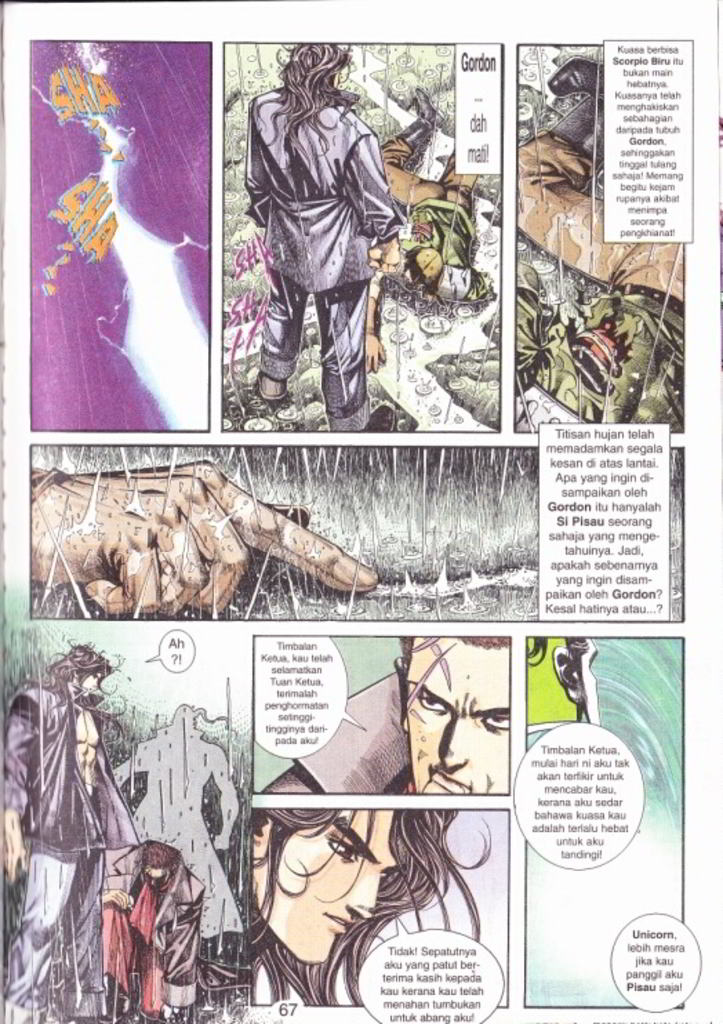 SHA
SHA
Gordon
... dah
mati!
Kuasa berbisa
Scorpio Biru itu
bukan main
hebatnya.
Kuasanya telah
menghakiskan
sebahagian
daripada tubuh
Gordon,
sehinggakan
tinggal tulang
sahaja! Memang
begitu kejam
rupanya akibat
menimpa
seorang
pengkhianat!
SHA
SHA
LA
Titisan hujan telah
memadamkan segala
kesan di atas lantai.
Apa yang ingin di-
sampaikan oleh
Gordon itu hanyalah
Si Pisau seorang
sahaja yang menge-
tahuinya. Jadi,
apakah sebenarnya
yang ingin disam-
paikan oleh Gordon?
Kesal hatinya atau...?
Ah
?!
Timbalan
Ketua, kau telah
selamatkan
Tuan Ketua,
terimalah
penghormatan
setinggi-
tingginya dari-
pada aku!
Timbalan Ketua,
mulai hari ni aku tak
akan terfikir untuk
mencabar kau,
kerana aku sedar
bahawa kuasa kau
adalah terlalu hebat
untuk aku
tandingi!
Tidak! Sepatutnya
aku yang patut ber-
terima kasih kepada
kau kerana kau telah
menahan tumbukan
untuk abang aku!
Unicorn,
lebih mesra
jika kau
panggil aku
Pisau saja!
67